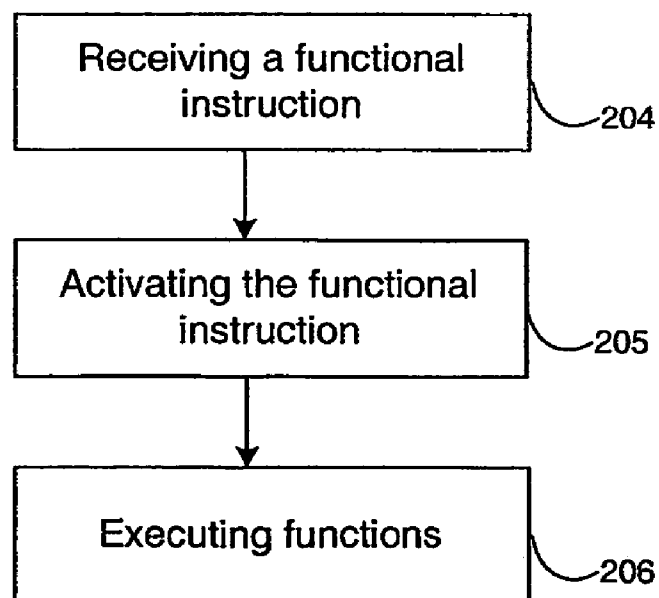 Receiving a functional
instruction
204
Activating the functional
instruction
205
Executing functions
206